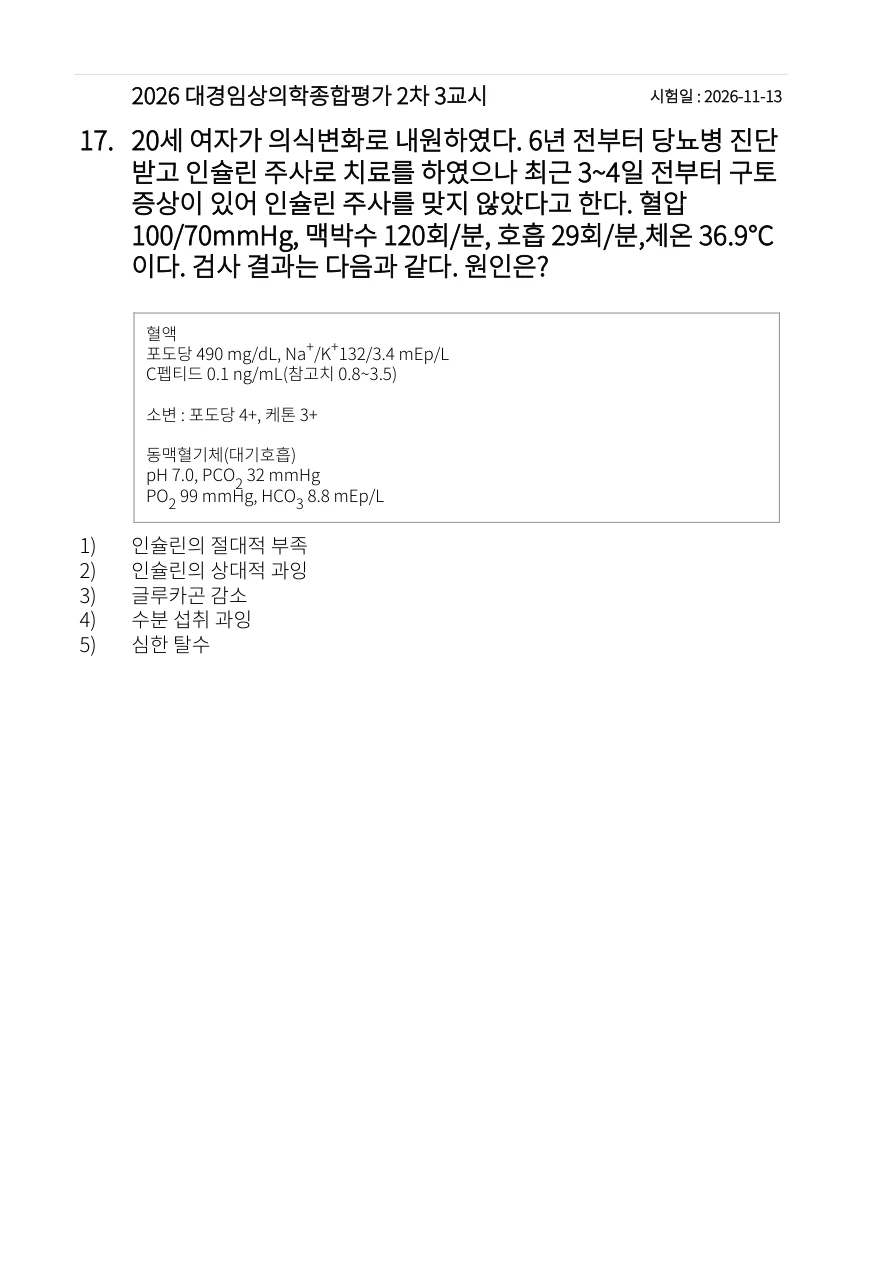 2026 대경임상의학종합평가 2차 3교시
시험일 : 2026-11-13
17. 20세 여자가 의식변화로 내원하였다. 6년 전부터 당뇨병 진단
받고 인슐린 주사로 치료를 하였으나 최근 3~4일 전부터 구토
증상이 있어 인슐린 주사를 맞지 않았다고 한다. 혈압
100/70mmHg, 맥박수 120회/분, 호흡 29회/분,체온 36.9°C
이다. 검사 결과는 다음과 같다. 원인은?
혈액
포도당 490 mg/dL, Na⁺/K⁺132/3.4 mEp/L
C펩티드 0.1 ng/mL(참고치 0.8~3.5)
소변 : 포도당 4+, 케톤 3+
동맥혈기체(대기호흡)
pH 7.0, PCO₂ 32 mmHg
PO₂ 99 mmHg, HCO₃ 8.8 mEp/L
1) 인슐린의 절대적 부족
2) 인슐린의 상대적 과잉
3) 글루카곤 감소
4) 수분 섭취 과잉
5) 심한 탈수